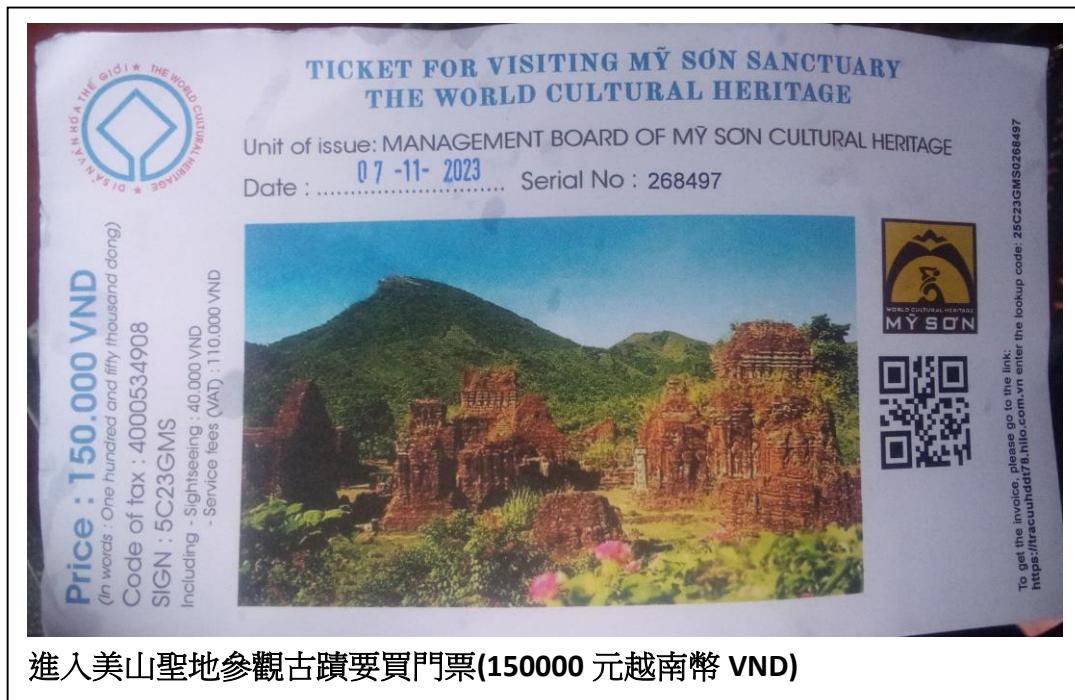 TICKET FOR VISITING MỸ SƠN SANCTUARY
THE WORLD CULTURAL HERITAGE
Unit of issue: MANAGEMENT BOARD OF MỸ SƠN CULTURAL HERITAGE
Date : .......... 07 -11- 2023 .......... Serial No : 268497
DI SẢN VĂN HÓA THẾ GIỚI ★ THE WORLD CULTURAL HERITAGE ★
Price : 150.000 VND
(In words : One hundred and fifty thousand dong)
Code of tax : 4000534908
SIGN : 5C23GMS
Including - Sightseeing : 40.000 VND
- Service fees (VAT) : 110.000 VND
WORLD CULTURAL HERITAGE
MỸ SƠN
To get the invoice, please go to the link:
https://tracuuhddt78.hilo.com.vn enter the lookup code: 25C23GMS0268497
進入美山聖地參觀古蹟要買門票(150000 元越南幣 VND)